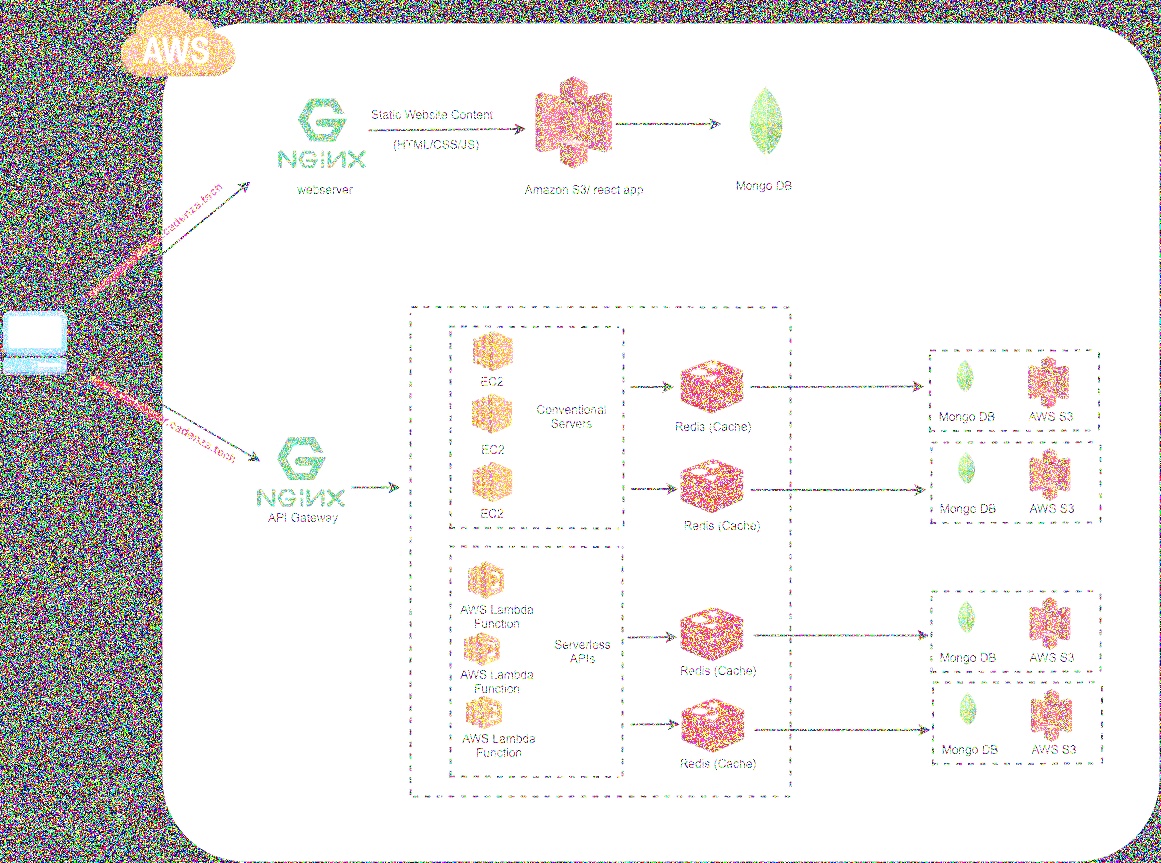 AWS
Static Website Content
(HTML/CSS/JS)
NGINX
webserver
Amazon S3/ react app
Mongo DB
cadenza.tech
cadenza.tech
NGINX
API Gateway
EC2
EC2
EC2
Conventional
Servers
Redis (Cache)
Redis (Cache)
Mongo DB
AWS S3
Mongo DB
AWS S3
AWS Lambda
Function
AWS Lambda
Function
AWS Lambda
Function
Serverless
APIs
Redis (Cache)
Redis (Cache)
Mongo DB
AWS S3
Mongo DB
AWS S3